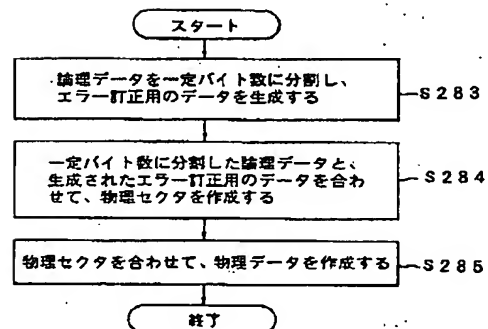 スタート
論理データを一定バイト数に分割し、
エラー訂正用のデータを生成する
S283
一定バイト数に分割した論理データと、
生成されたエラー訂正用のデータを合わ
せて、物理セクタを作成する
S284
物理セクタを合わせて、物理データを作成する
S285
終了